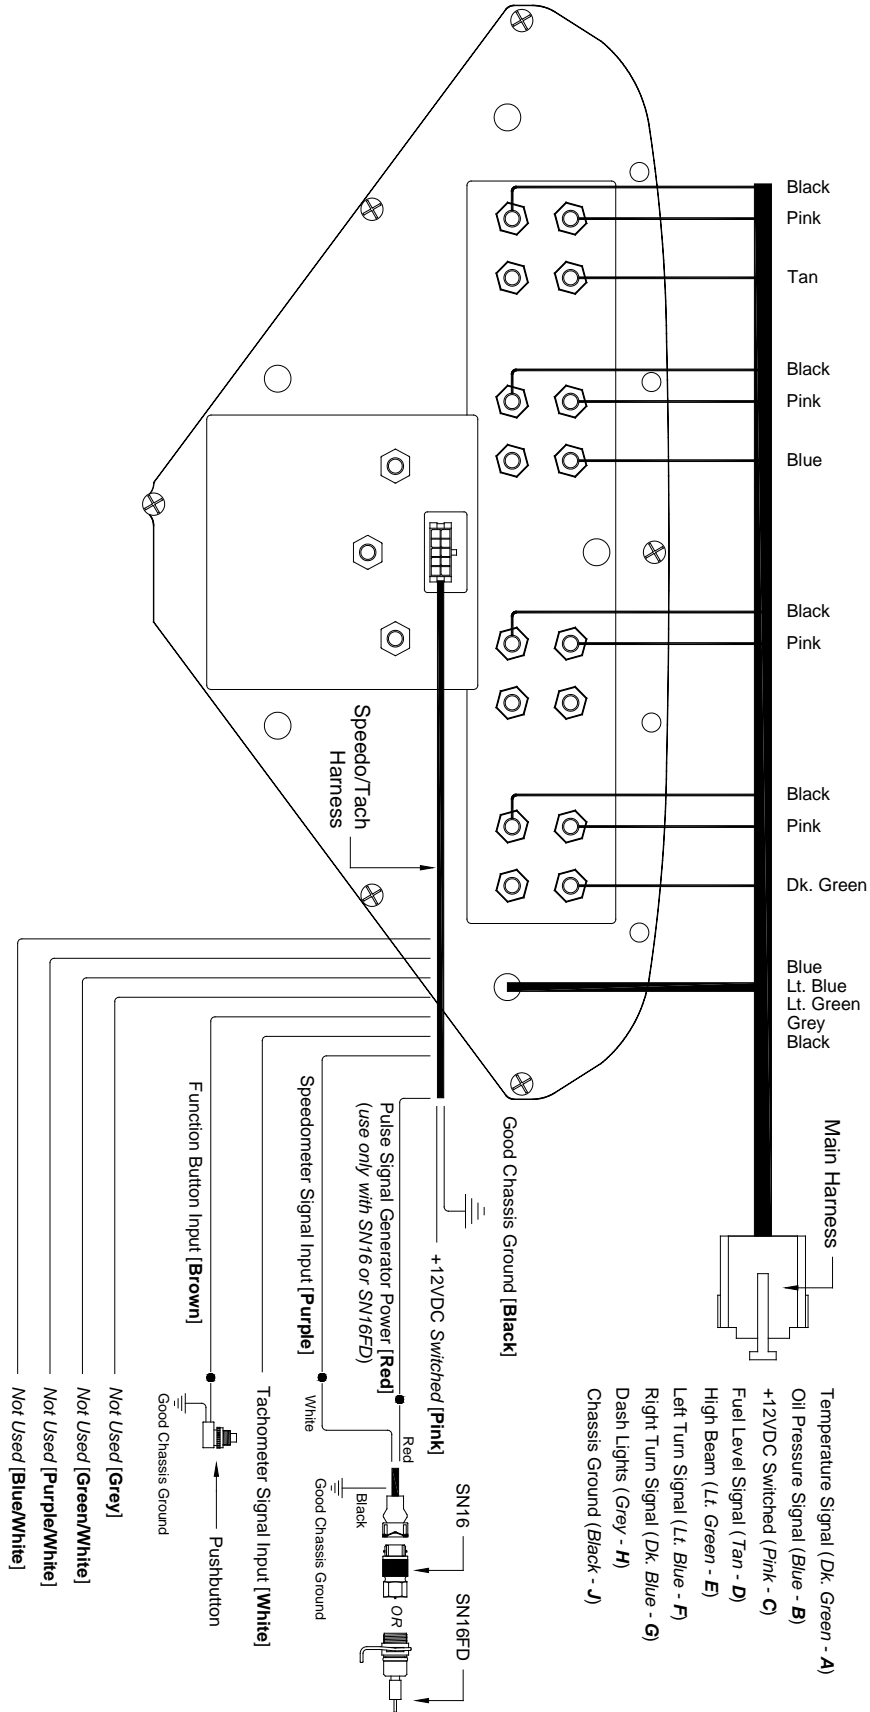 Black
Pink
Tan
Black
Pink
Blue
Black
Pink
Black
Pink
Dk. Green
Blue
Lt. Blue
Lt. Green
Grey
Black
Main Harness
Temperature Signal (Dk. Green - A)
Oil Pressure Signal (Blue - B)
+12VDC Switched (Pink - C)
Fuel Level Signal (Tan - D)
High Beam (Lt. Green - E)
Left Turn Signal (Lt. Blue - F)
Right Turn Signal (Dk. Blue - G)
Dash Lights (Grey - H)
Chassis Ground (Black - J)
Speedo/Tach
Harness
Good Chassis Ground [Black]
+12VDC Switched [Pink]
Pulse Signal Generator Power [Red]
(use only with SN16 or SN16FD)
Speedometer Signal Input [Purple]
Tachometer Signal Input [White]
Function Button Input [Brown]
Not Used [Grey]
Not Used [Green/White]
Not Used [Purple/White]
Not Used [Blue/White]
Red
White
Black
Good Chassis Ground
SN16
OR
SN16FD
Pushbutton
Good Chassis Ground